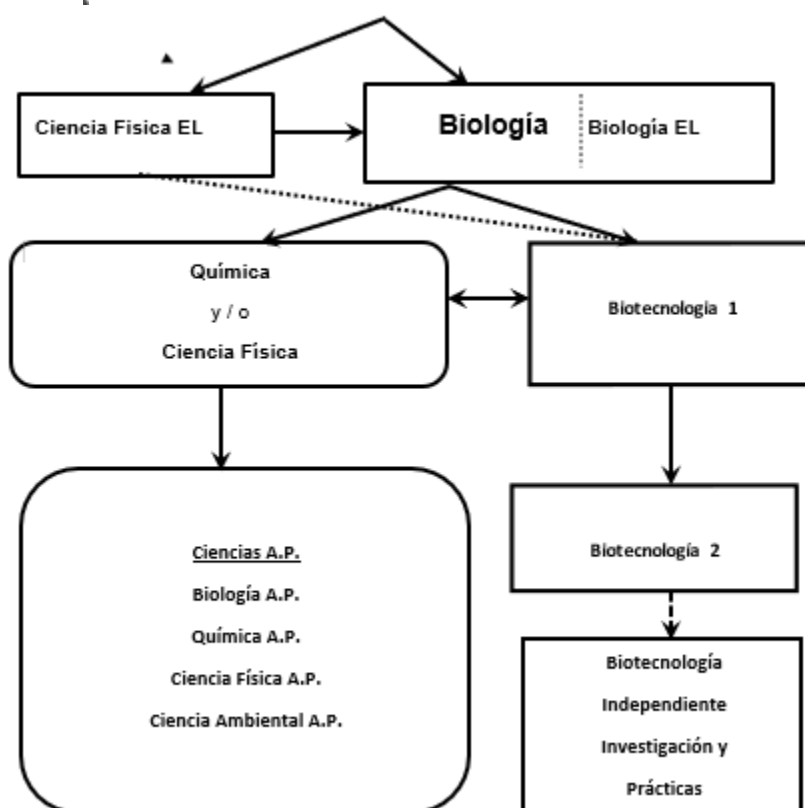 Ciencia Fisica EL
Biología
Biología EL
Química
y / o
Ciencia Física
Biotecnologia 1
Ciencias A.P.
Biología A.P.
Química A.P.
Ciencia Física A.P.
Ciencia Ambiental A.P.
Biotecnología 2
Biotecnología
Independiente
Investigación y
Prácticas